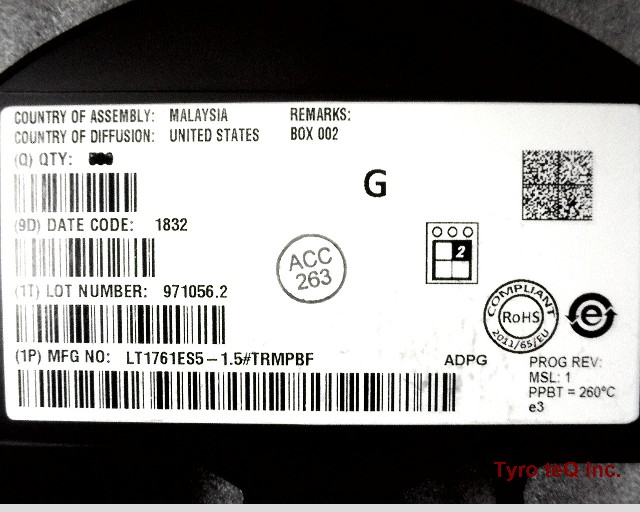 COUNTRY OF ASSEMBLY: MALAYSIA REMARKS:
COUNTRY OF DIFFUSION: UNITED STATES BOX 002
(Q) QTY:
G
(9D) DATE CODE: 1832
2
ACC
263
(1T) LOT NUMBER: 971056.2
COMPLIANT
RoHS
2011/65/EU
e
(1P) MFG NO: LT1761ES5-1.5#TRMPBF ADPG
PROG REV:
MSL: 1
PPBT = 260°C
e3
Tyro teQ Inc.